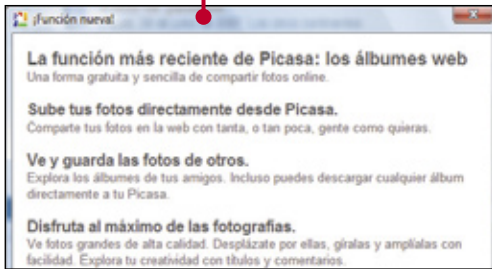 ¡Función nueva!
La función más reciente de Picasa: los álbumes web
Una forma gratuita y sencilla de compartir fotos online.
Sube tus fotos directamente desde Picasa.
Comparte tus fotos en la web con tanta, o tan poca, gente como quieras.
Ve y guarda las fotos de otros.
Explora los álbumes de tus amigos. Incluso puedes descargar cualquier álbum
directamente a tu Picasa.
Disfruta al máximo de las fotografías.
Ve fotos grandes de alta calidad. Desplázate por ellas, gíralas y amplíalas con
facilidad. Explora tu creatividad con títulos y comentarios.